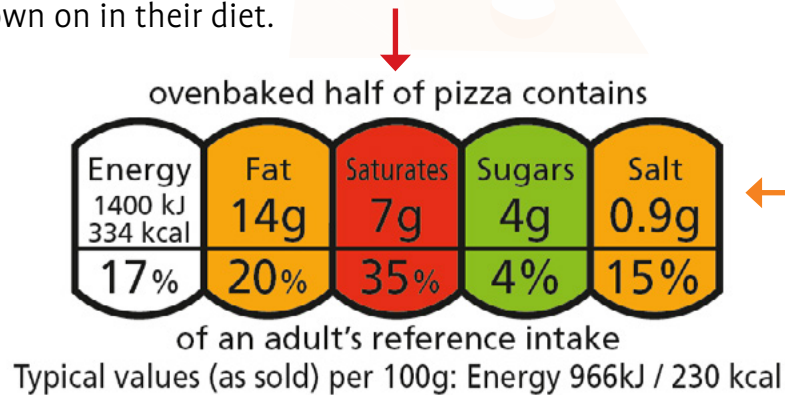 own on in their diet.
ovenbaked half of pizza contains
Energy Fat Saturates Sugars Salt
1400 kJ 14g 7g 4g 0.9g
334 kcal
17% 20% 35% 4% 15%
of an adult's reference intake
Typical values (as sold) per 100g: Energy 966kJ / 230 kcal